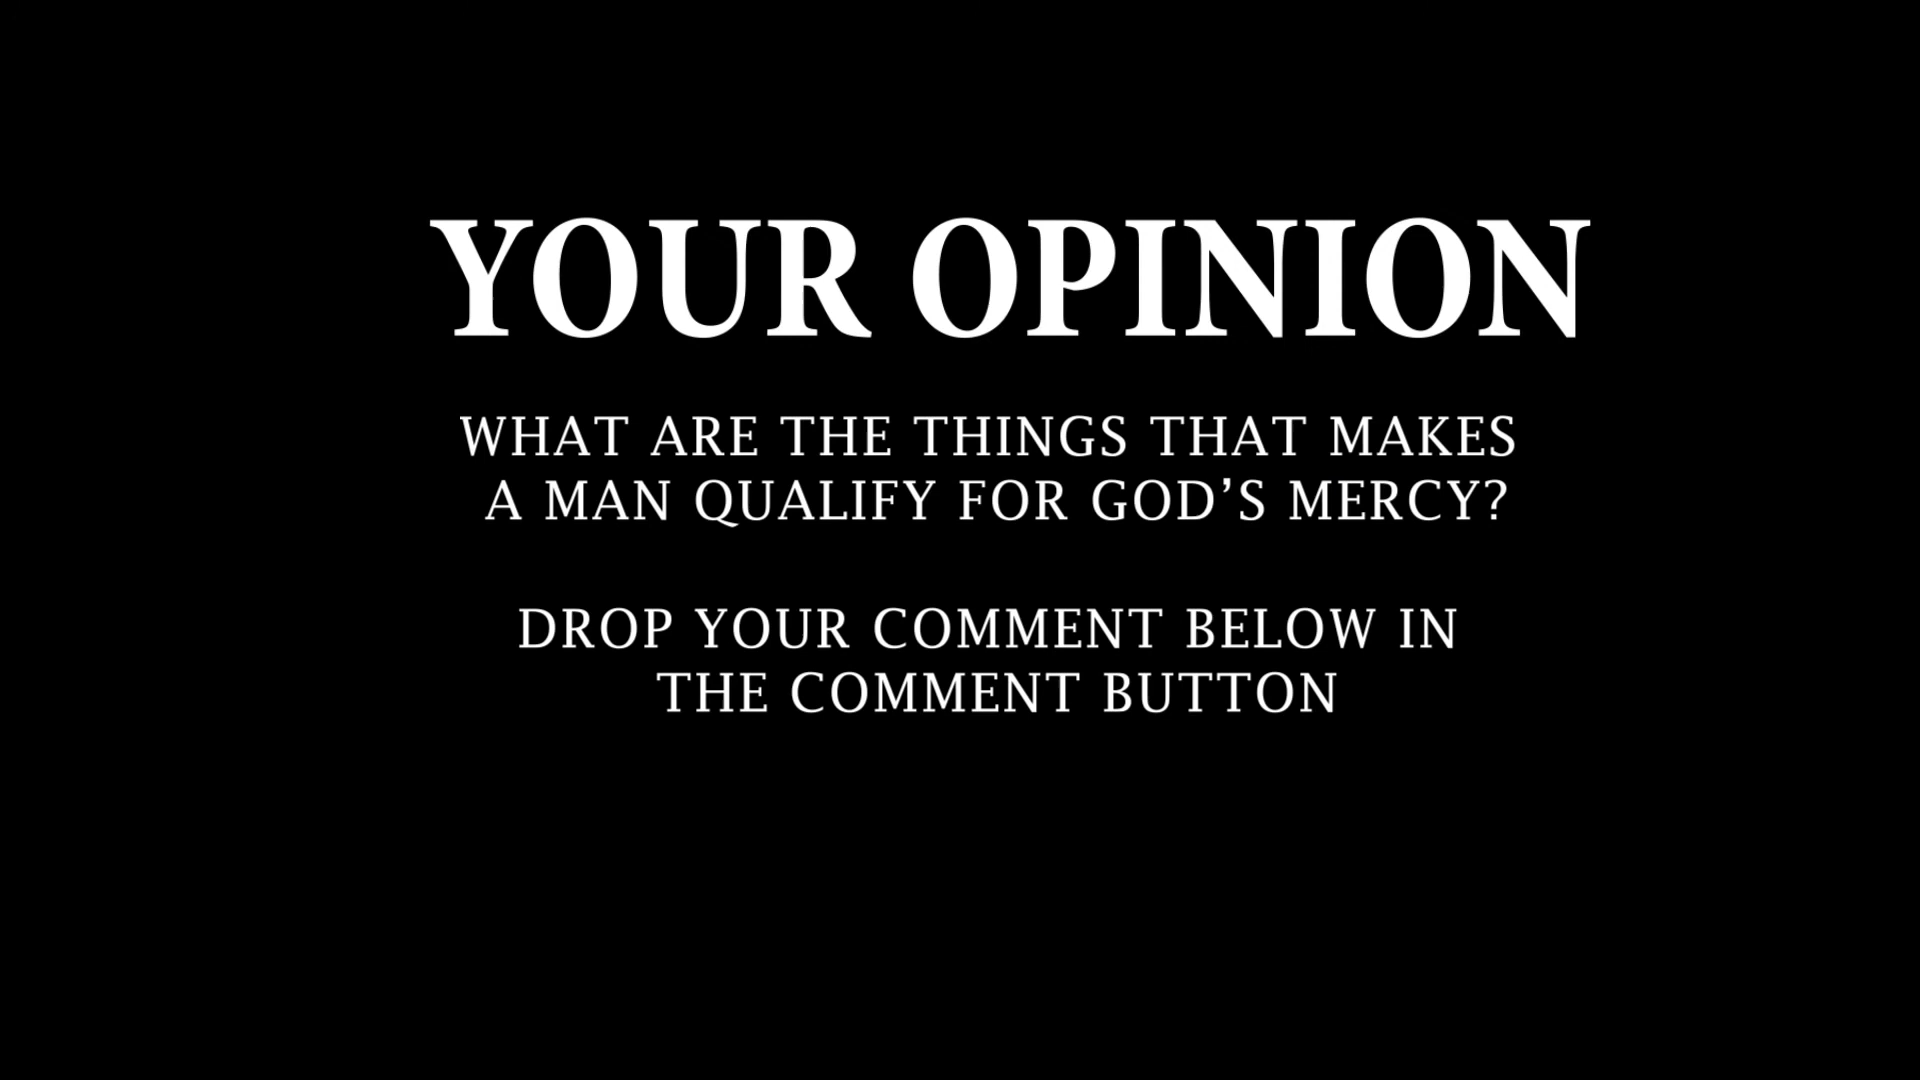 YOUR OPINION
WHAT ARE THE THINGS THAT MAKES
A MAN QUALIFY FOR GOD’S MERCY?
DROP YOUR COMMENT BELOW IN
THE COMMENT BUTTON